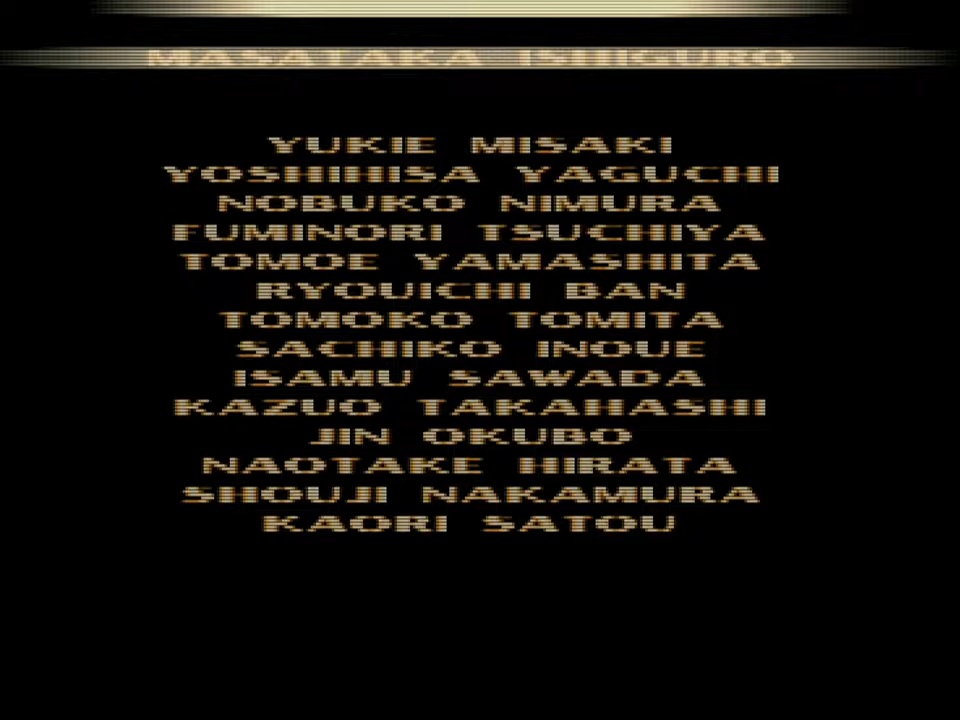 MASATAKA ISHIGURO
YUKIE MISAKI
YOSHIHISA YAGUCHI
NOBUKO NIMURA
FUMINORI TSUCHIYA
TOMOE YAMASHITA
RYOUICHI BAN
TOMOKO TOMITA
SACHIKO INOUE
ISAMU SAWADA
KAZUO TAKAHASHI
JIN OKUBO
NAOTAKE HIRATA
SHOUJI NAKAMURA
KAORI SATOU